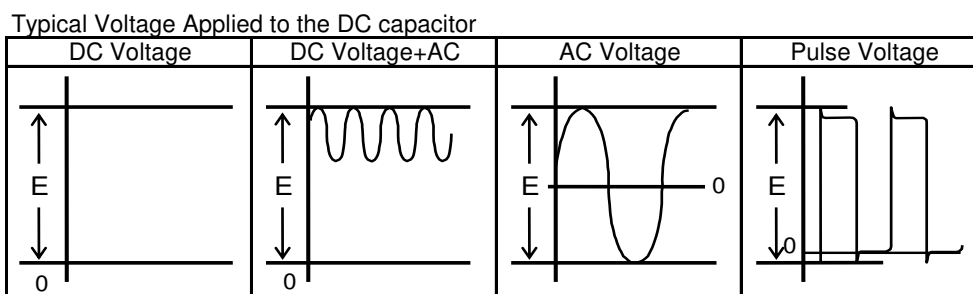 Typical Voltage Applied to the DC capacitor
DC Voltage DC Voltage+AC AC Voltage Pulse Voltage
E E E 0 E 0
0 0